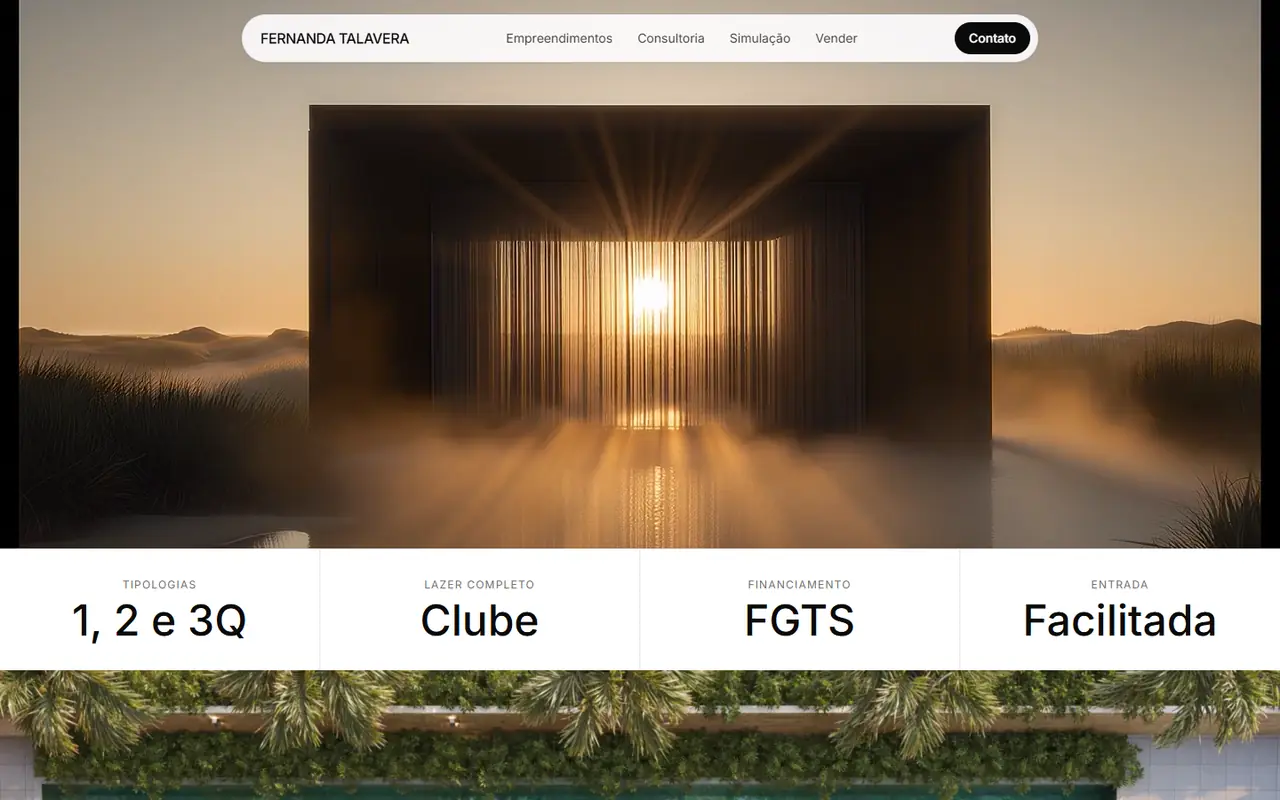 FERNANDA TALAVERA
Empreendimentos
Consultoria
Simulação
Vender
Contato
TIPOLOGIAS
1, 2 e 3Q
LAZER COMPLETO
Clube
FINANCIAMENTO
FGTS
ENTRADA
Facilitada